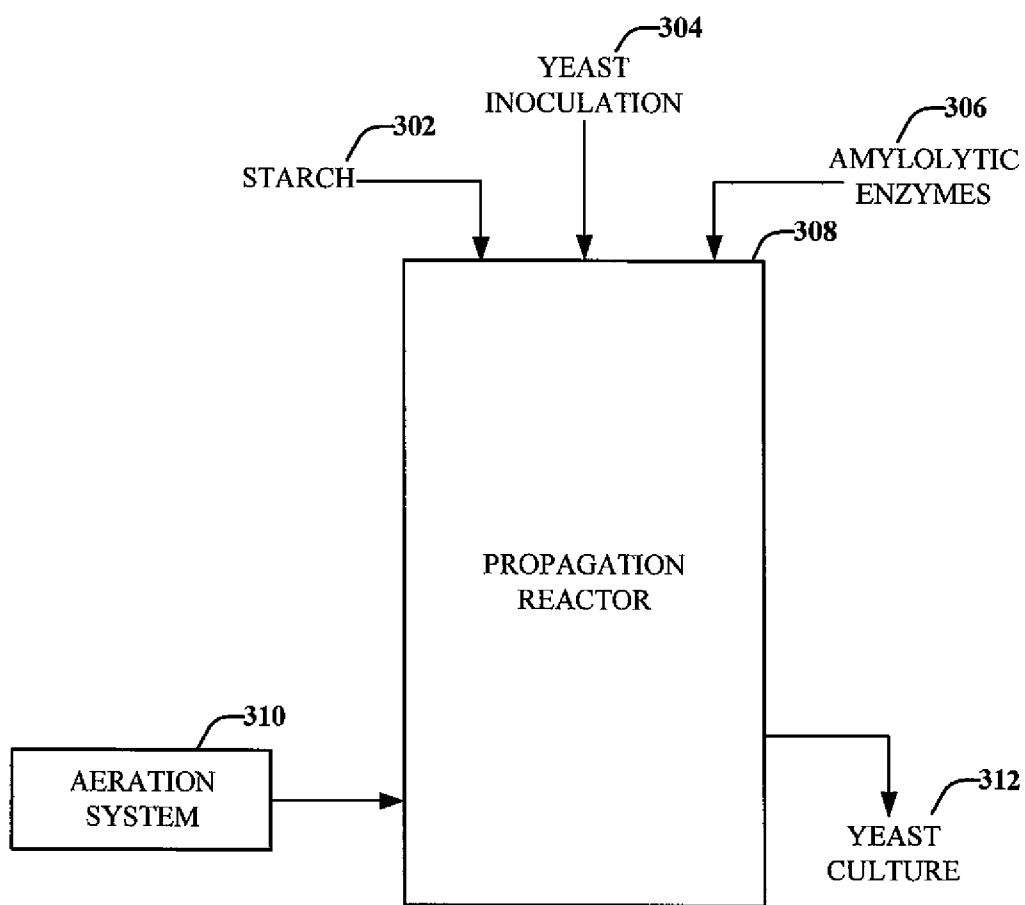 304
YEAST
INOCULATION
302
STARCH
306
AMYLOLYTIC
ENZYMES
308
PROPAGATION
REACTOR
310
AERATION
SYSTEM
312
YEAST
CULTURE